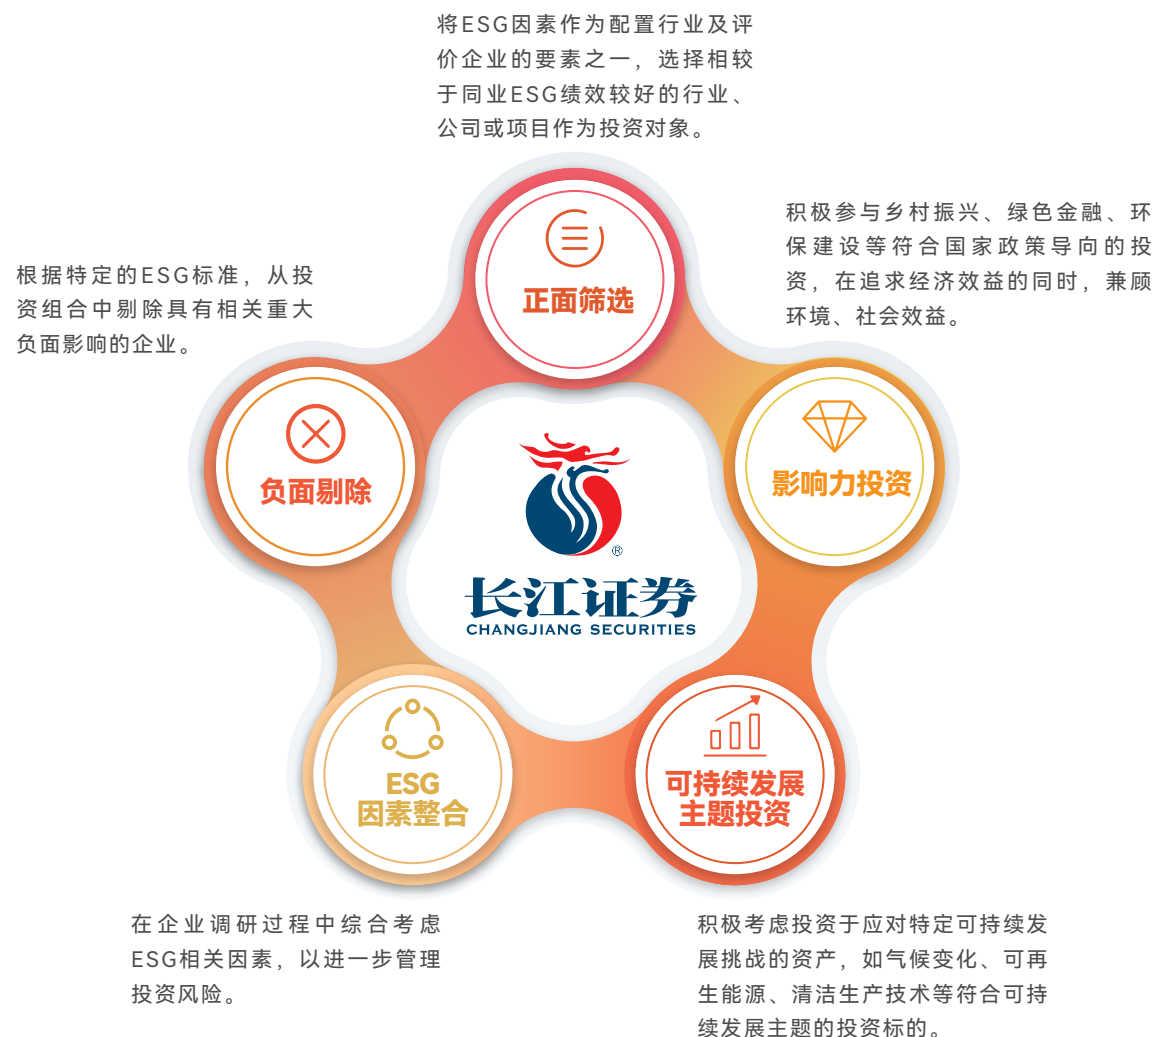 将ESG因素作为配置行业及评
价企业的要素之一，选择相较
于同业ESG绩效较好的行业、
公司或项目作为投资对象。
正面筛选
积极参与乡村振兴、绿色金融、环
保建设等符合国家政策导向的投
资，在追求经济效益的同时，兼顾
环境、社会效益。
影响力投资
根据特定的ESG标准，从投
资组合中剔除具有相关重大
负面影响的企业。
负面剔除
®
长江证券
CHANGJIANG SECURITIES
ESG
因素整合
在企业调研过程中综合考虑
ESG相关因素，以进一步管理
投资风险。
可持续发展
主题投资
积极考虑投资于应对特定可持续发
展挑战的资产，如气候变化、可再
生能源、清洁生产技术等符合可持
续发展主题的投资标的。